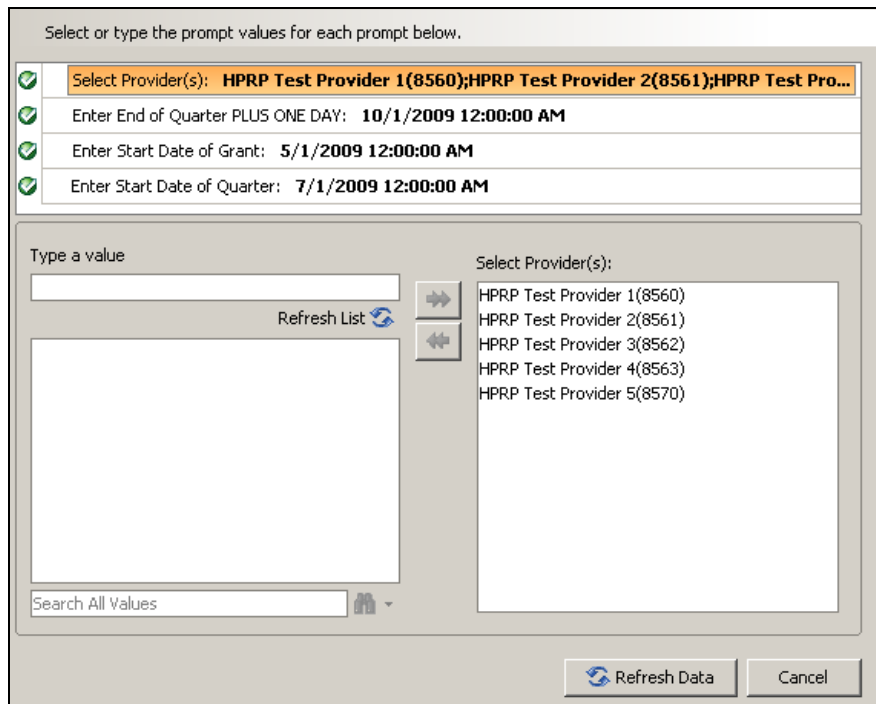 Select or type the prompt values for each prompt below.
Select Provider(s): HPRP Test Provider 1(8560);HPRP Test Provider 2(8561);HPRP Test Pro...
Enter End of Quarter PLUS ONE DAY: 10/1/2009 12:00:00 AM
Enter Start Date of Grant: 5/1/2009 12:00:00 AM
Enter Start Date of Quarter: 7/1/2009 12:00:00 AM
Type a value
Refresh List
Search All Values
Select Provider(s):
HPRP Test Provider 1(8560)
HPRP Test Provider 2(8561)
HPRP Test Provider 3(8562)
HPRP Test Provider 4(8563)
HPRP Test Provider 5(8570)
Refresh Data
Cancel